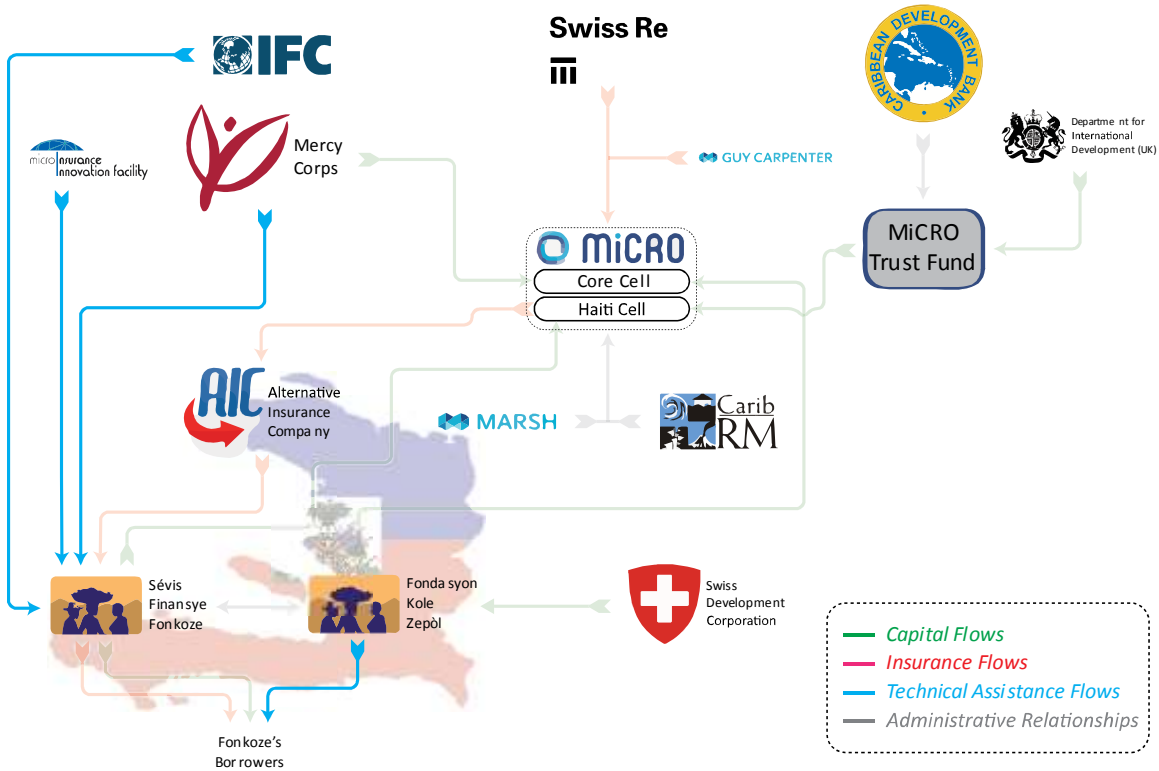 IFC
Swiss Re
CARIBBEAN DEVELOPMENT BANK
Mercy
Corps
micro insurance
innovation facility
GUY CARPENTER
Departme nt for
International
Development (UK)
MiCRO
Core Cell
Haiti Cell
MiCRO
Trust Fund
AIC
Alternative
Insurance
Compa ny
MARSH
Carib
RM
Sévis
Finansye
Fonkoze
Fonda syon
Kole
Zepòl
Swiss
Development
Corporation
Capital Flows
Insurance Flows
Technical Assistance Flows
Administrative Relationships
Fonkoze’s
Bor rowers